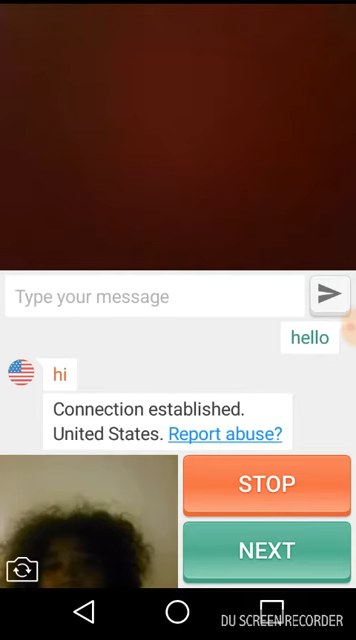 Type your message
hello
hi
Connection established.
United States. Report abuse?
STOP
NEXT
DU SCREEN RECORDER